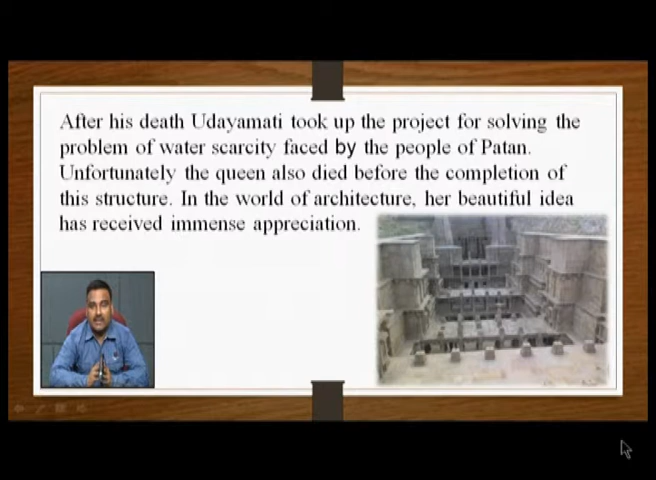 After his death Udayamati took up the project for solving the
problem of water scarcity faced by the people of Patan.
Unfortunately the queen also died before the completion of
this structure. In the world of architecture, her beautiful idea
has received immense appreciation.